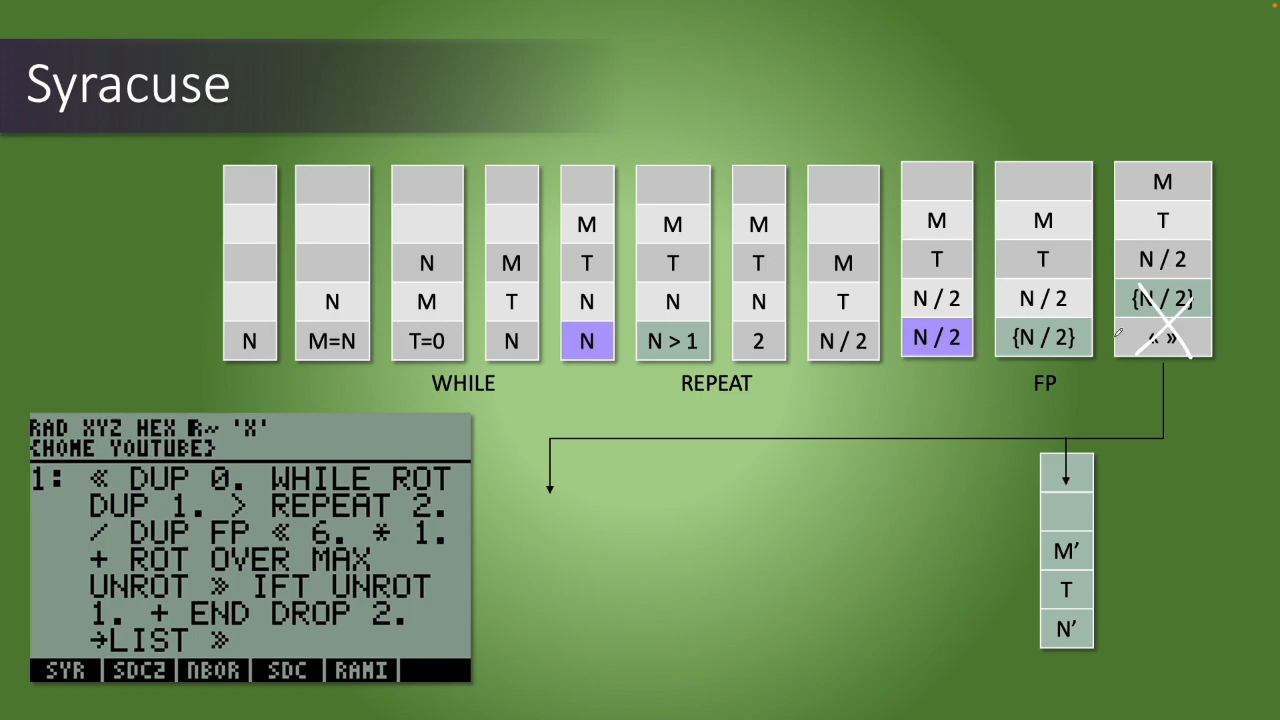 Syracuse
M
M M M M M T
N M T T T M T T N / 2
N M T N N N T N / 2 N / 2 {N / 2}
N M=N T=0 N N N > 1 2 N / 2 N / 2 {N / 2} « »
WHILE REPEAT FP
RAD XYZ HEX R~ 'X'
{HOME YOUTUBE}
1: « DUP 0. WHILE ROT
DUP 1. > REPEAT 2.
/ DUP FP « 6. * 1.
+ ROT OVER MAX
UNROT » IFT UNROT
1. + END DROP 2.
→LIST »
SYR SDC2 NBOR SDC RAMI
M’
T
N’